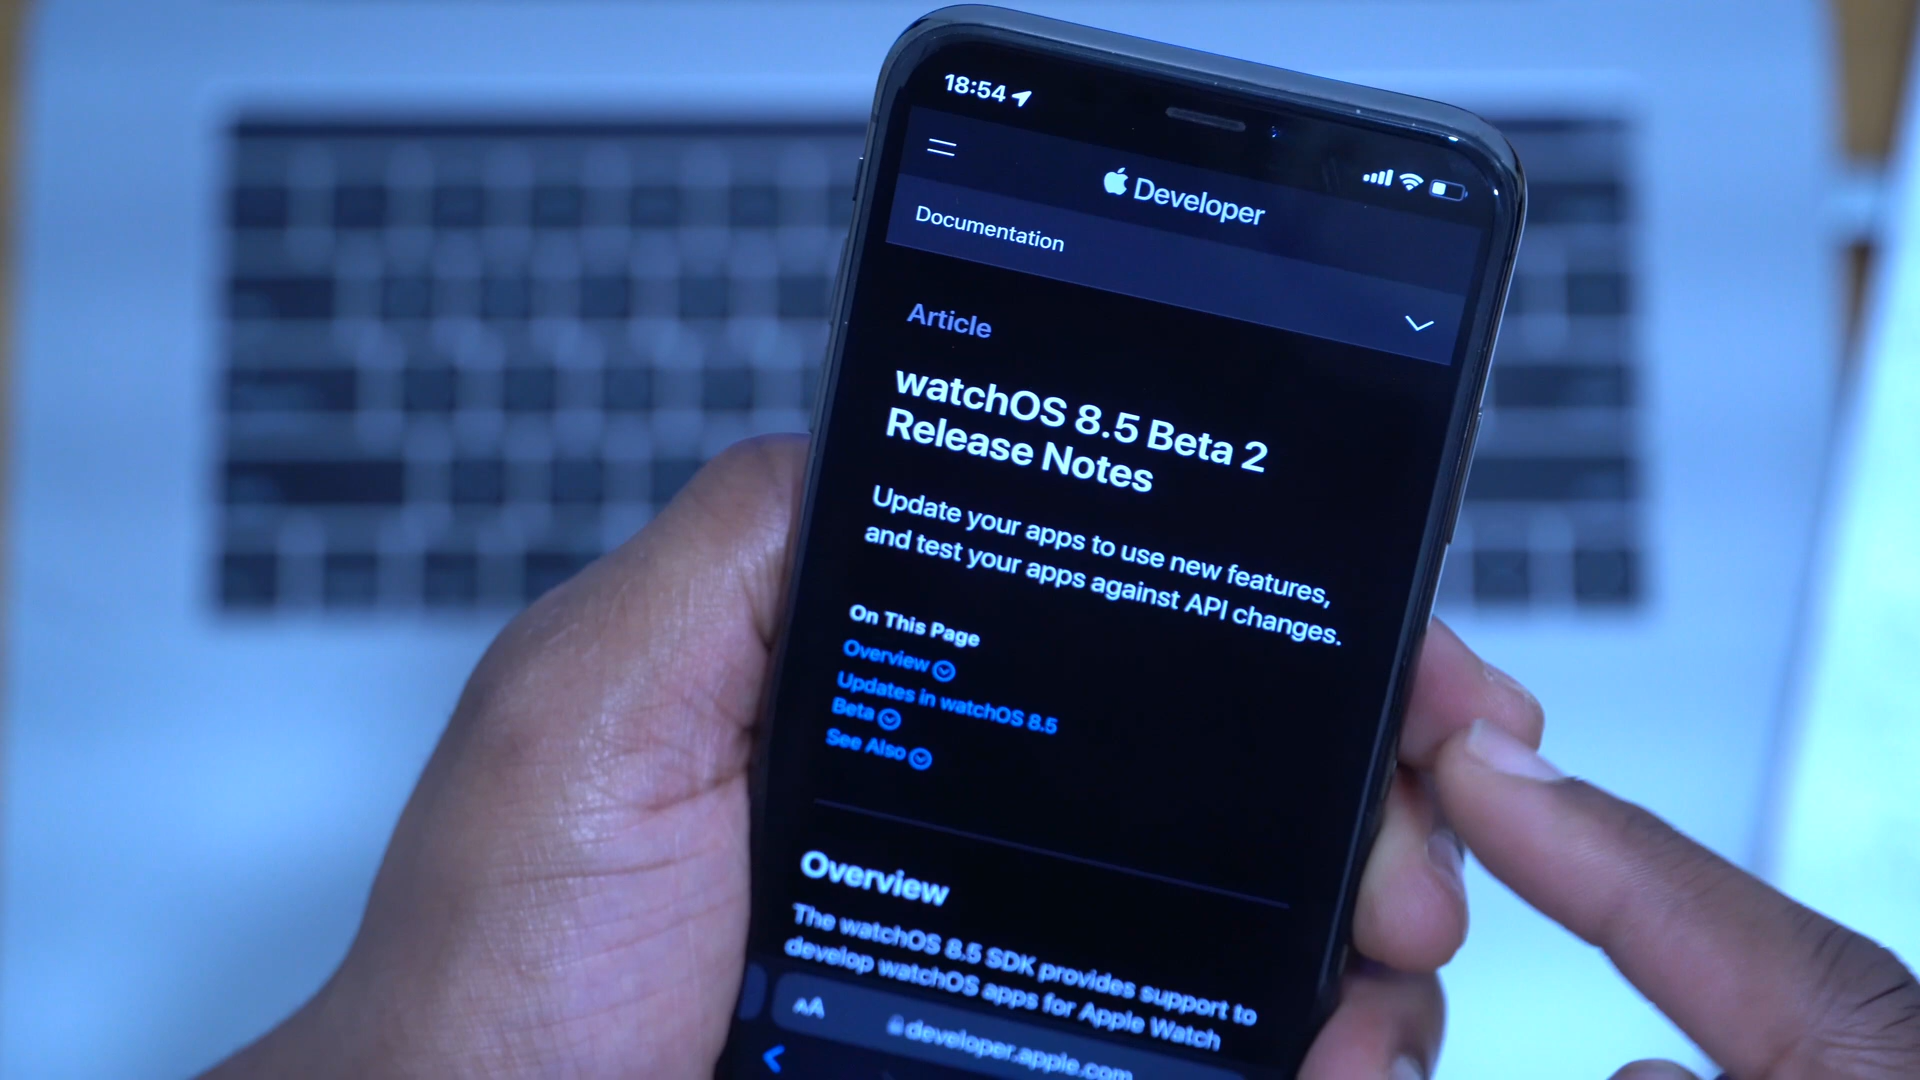 18:54
Developer
Documentation
Article
watchOS 8.5 Beta 2
Release Notes
Update your apps to use new features,
and test your apps against API changes.
On This Page
Overview
Updates in watchOS 8.5
Beta
See Also
Overview
The watchOS 8.5 SDK provides support to
develop watchOS apps for Apple Watch
AA
developer.apple.com